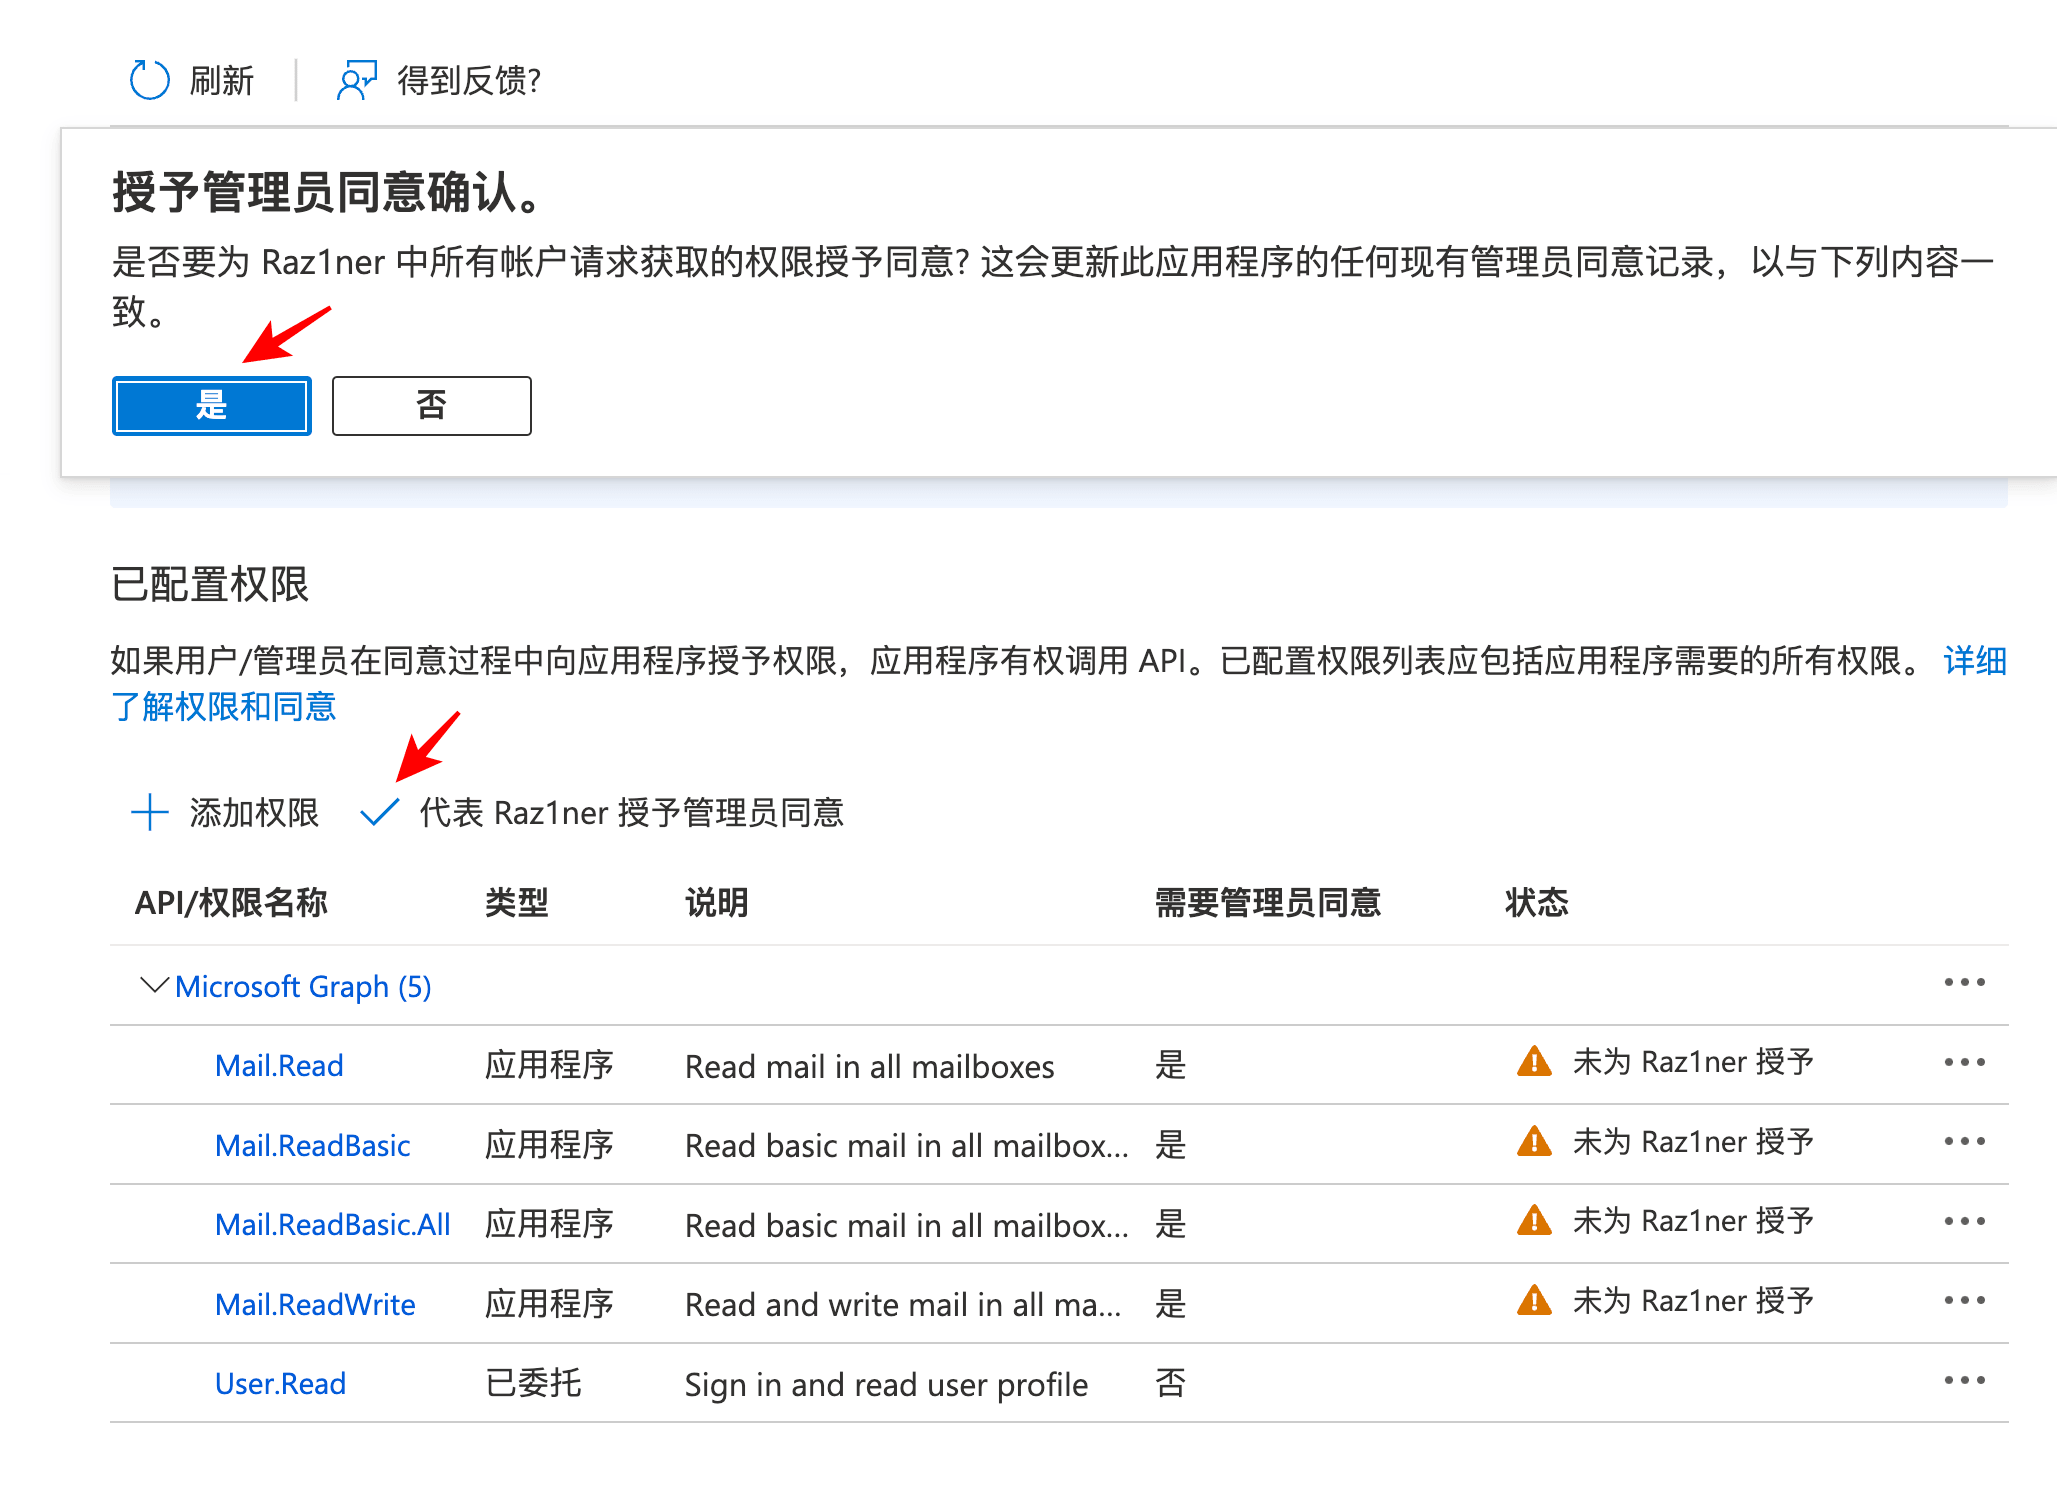 刷新
得到反馈?
授予管理员同意确认。
是否要为 Raz1ner 中所有帐户请求获取的权限授予同意? 这会更新此应用程序的任何现有管理员同意记录，以与下列内容一
致。
是
否
已配置权限
如果用户/管理员在同意过程中向应用程序授予权限，应用程序有权调用 API。已配置权限列表应包括应用程序需要的所有权限。 详细
了解权限和同意
添加权限
代表 Raz1ner 授予管理员同意
API/权限名称 类型 说明 需要管理员同意 状态
Microsoft Graph (5)
Mail.Read 应用程序 Read mail in all mailboxes 是 未为 Raz1ner 授予
Mail.ReadBasic 应用程序 Read basic mail in all mailbox... 是 未为 Raz1ner 授予
Mail.ReadBasic.All 应用程序 Read basic mail in all mailbox... 是 未为 Raz1ner 授予
Mail.ReadWrite 应用程序 Read and write mail in all ma... 是 未为 Raz1ner 授予
User.Read 已委托 Sign in and read user profile 否